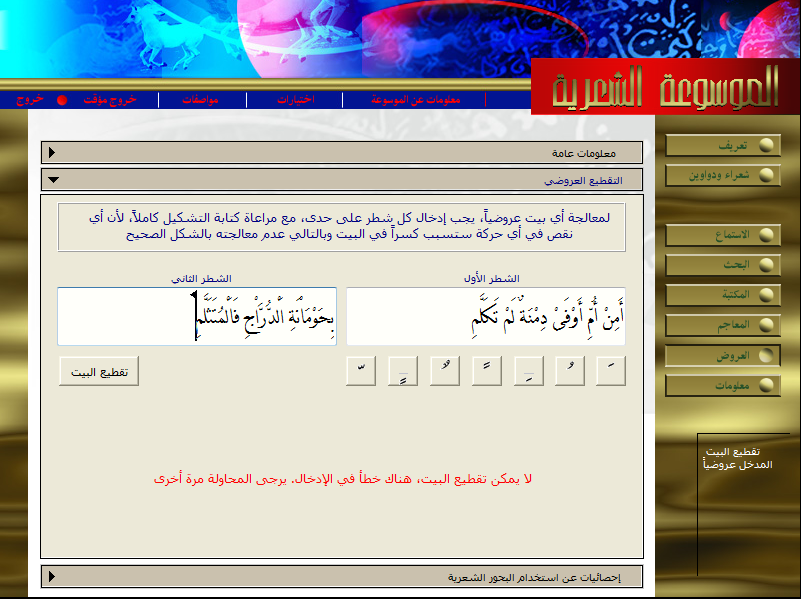 الموسوعة الشعرية
معلومات عن الموسوعة
اختيارات
مواصفات
خروج مؤقت
خروج
تعريف
شعراء ودواوين
الاستماع
البحث
المكتبة
المعاجم
العروض
معلومات
معلومات عامة
التقطيع العروضي
لمعالجة أي بيت عروضياً، يجب إدخال كل شطر على حدى، مع مراعاة كتابة التشكيل كاملاً، لأن أي
نقص في أي حركة ستسبب كسراً في البيت وبالتالي عدم معالجته بالشكل الصحيح
الشطر الأول
الشطر الثاني
أَمِنْ أُمِّ أَوْفَىْ دِمْنَةٌ لَمْ تَكَلَّمِ
بِحَوْمَانَةِ الْدُّرَّاْجِ فَالْمُتَثَلَّمِ
تقطيع البيت
لا يمكن تقطيع البيت، هناك خطأ في الإدخال. يرجى المحاولة مرة أخرى
تقطيع البيت
المدخل عروضياً
إحصائيات عن استخدام البحور الشعرية